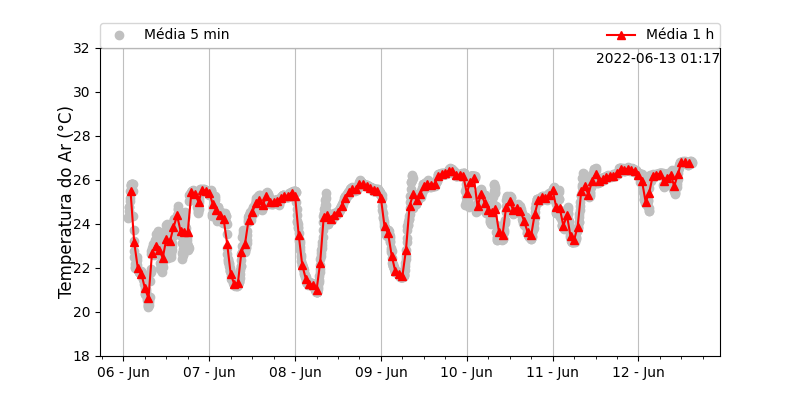 Média 5 min
Média 1 h
2022-06-13 01:17
Temperatura do Ar (°C)
32
30
28
26
24
22
20
18
06 - Jun
07 - Jun
08 - Jun
09 - Jun
10 - Jun
11 - Jun
12 - Jun